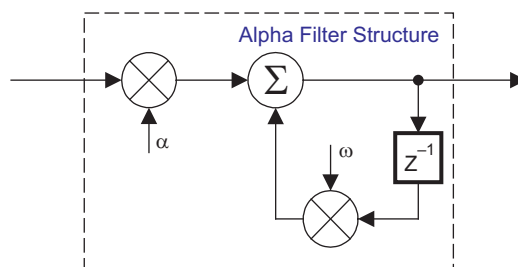 Alpha Filter Structure
Σ
α
ω
Z⁻¹